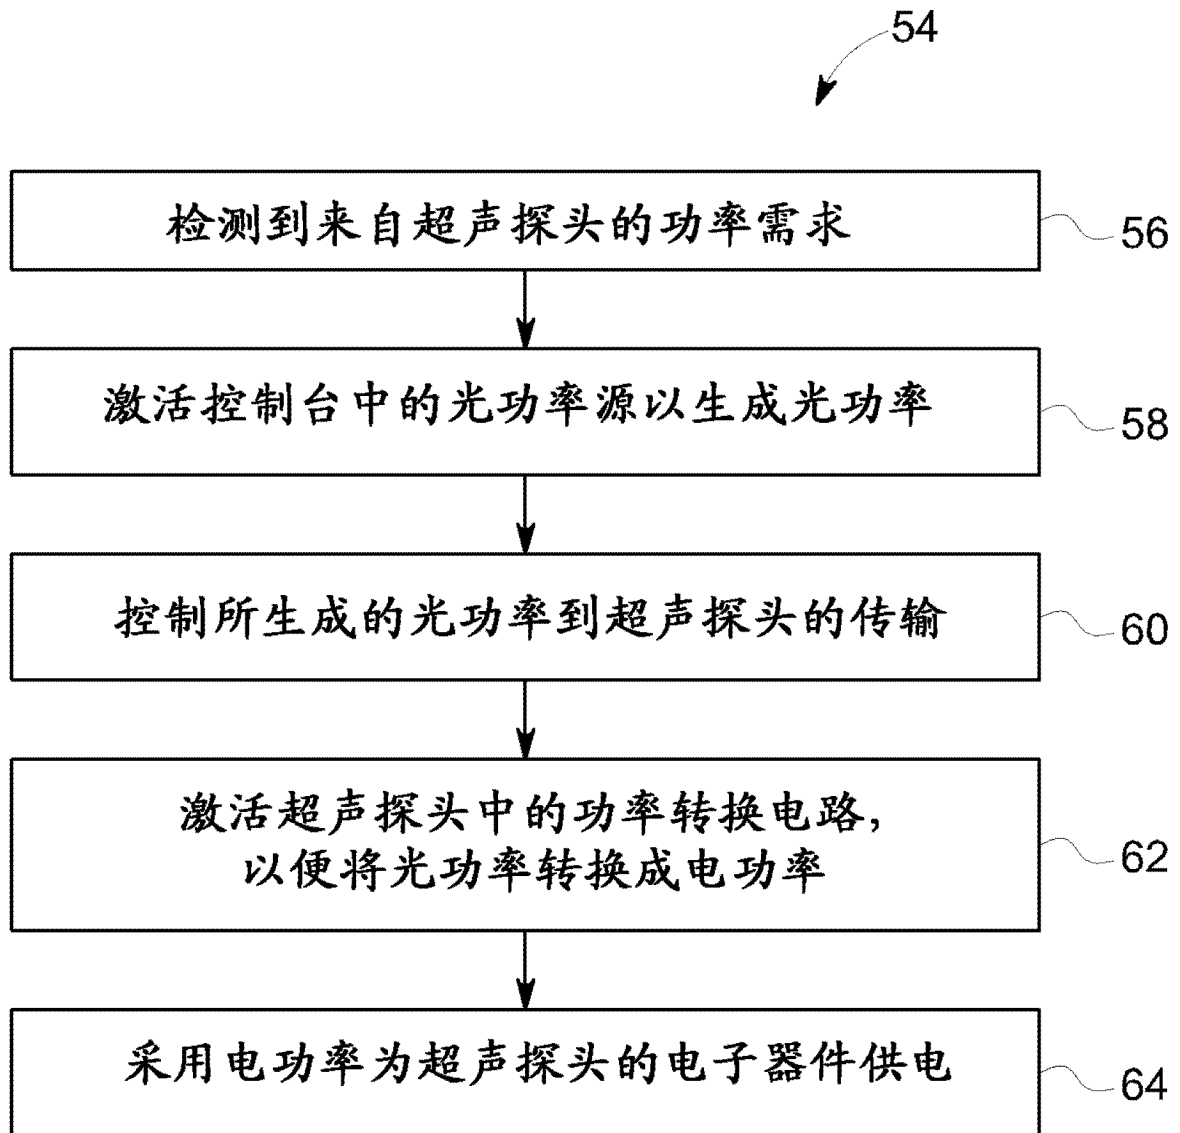 54
检测到来自超声探头的功率需求
56
激活控制台中的光功率源以生成光功率
58
控制所生成的光功率到超声探头的传输
60
激活超声探头中的功率转换电路，
以便将光功率转换成电功率
62
采用电功率为超声探头的电子器件供电
64